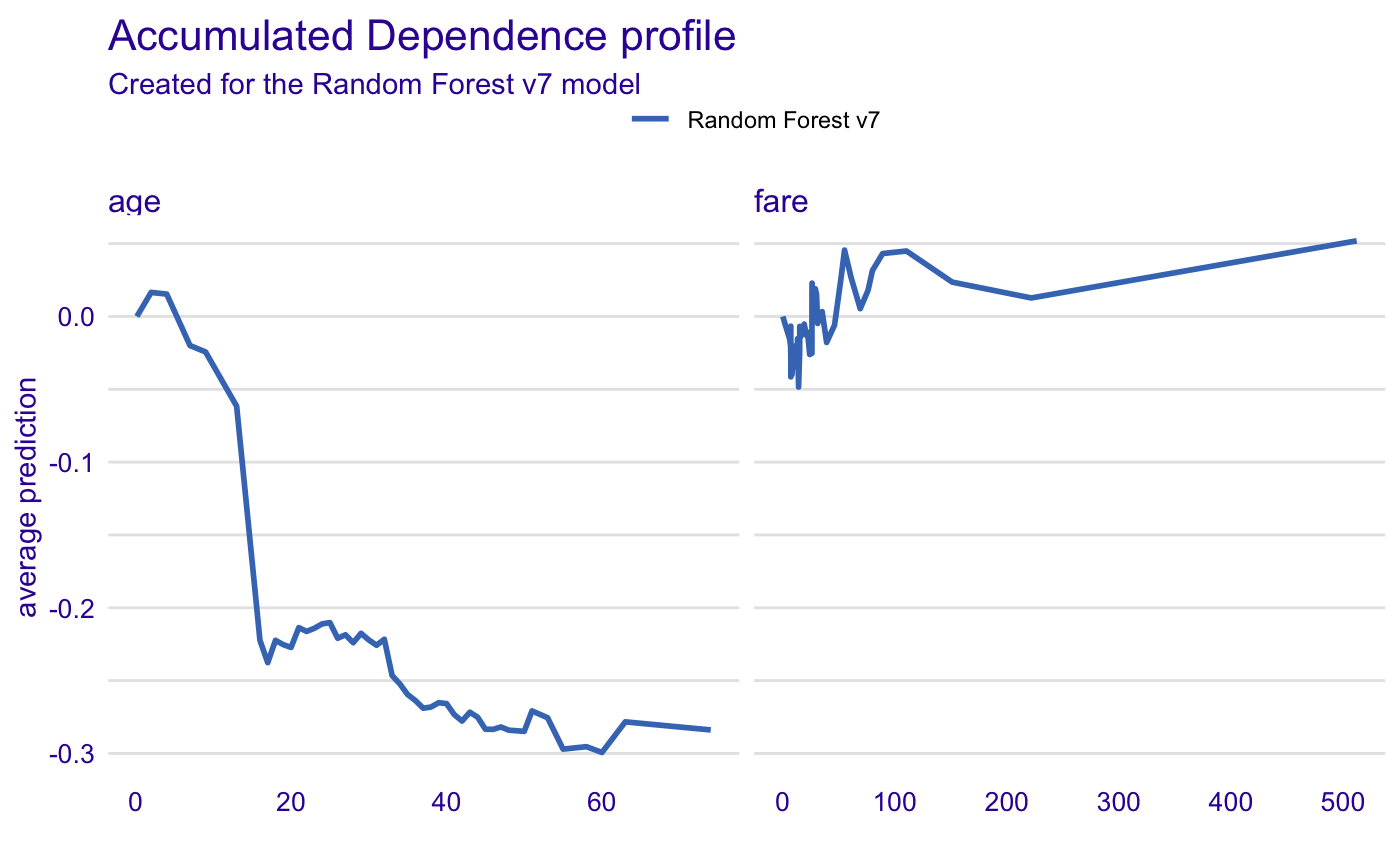 Accumulated Dependence profile
Created for the Random Forest v7 model
Random Forest v7
age
fare
average prediction
0.0
-0.1
-0.2
-0.3
0 20 40 60
0 100 200 300 400 500